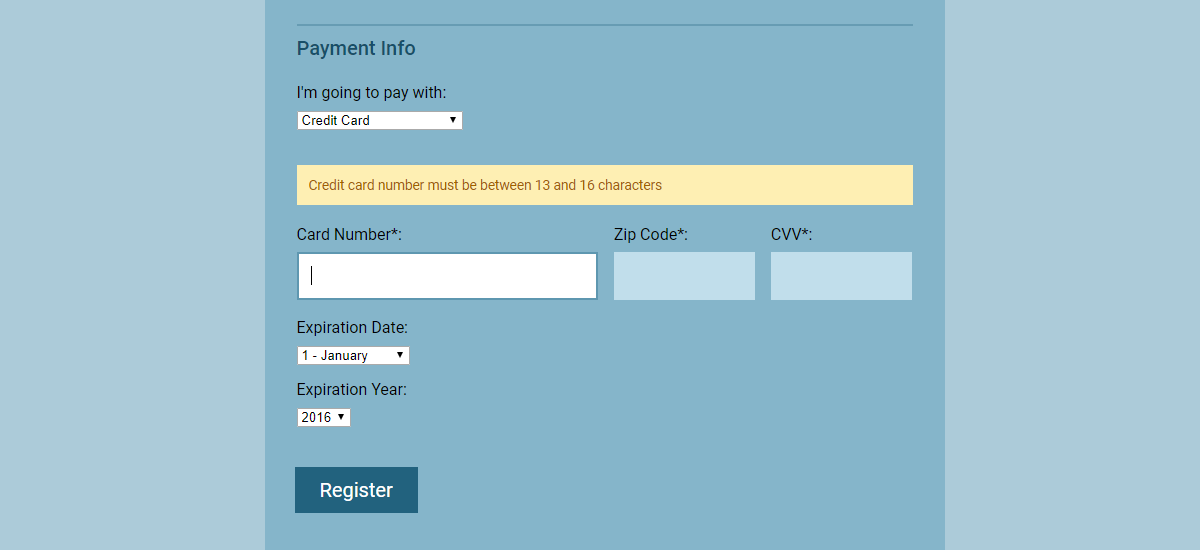 Payment Info
I'm going to pay with:
Credit Card
Credit card number must be between 13 and 16 characters
Card Number*: Zip Code*: CVV*:
Expiration Date:
1 - January
Expiration Year:
2016
Register